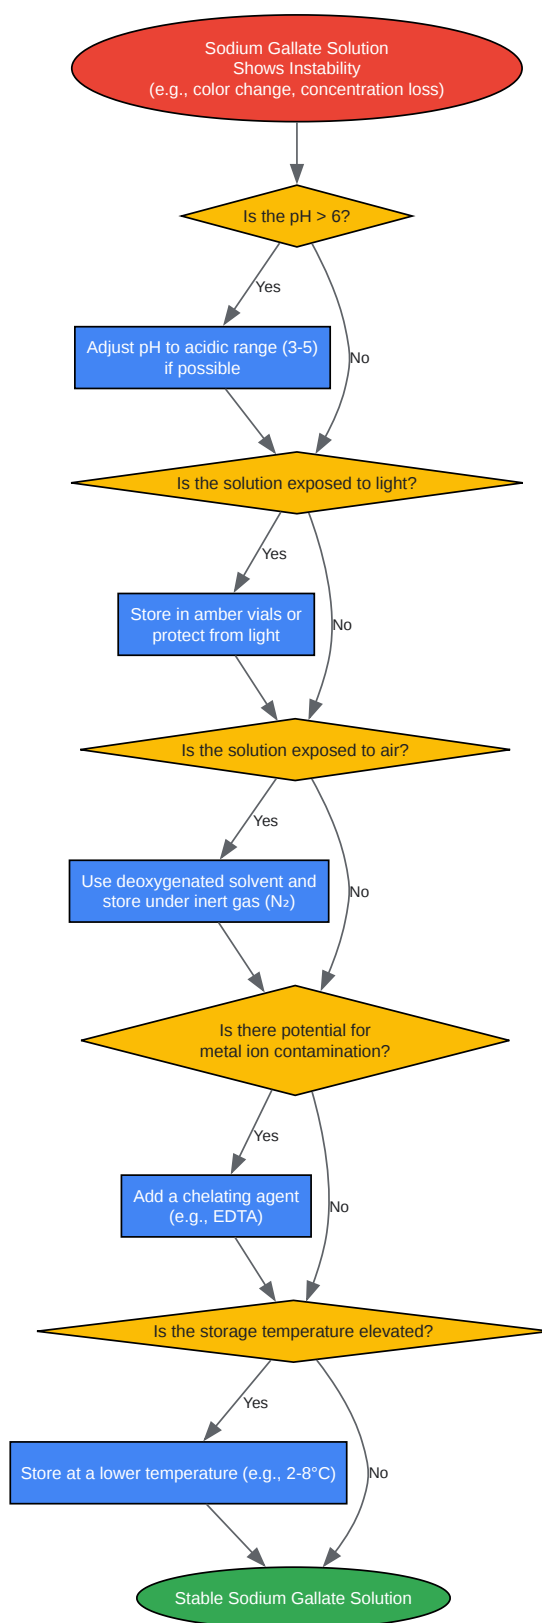 Sodium Gallate Solution
Shows Instability
(e.g., color change, concentration loss)
Is the pH > 6?
Yes
Adjust pH to acidic range (3-5)
if possible
No
Is the solution exposed to light?
Yes
Store in amber vials or
protect from light
No
Is the solution exposed to air?
Yes
Use deoxygenated solvent and
store under inert gas (N₂)
No
Is there potential for
metal ion contamination?
Yes
Add a chelating agent
(e.g., EDTA)
No
Is the storage temperature elevated?
Yes
Store at a lower temperature (e.g., 2-8°C)
No
Stable Sodium Gallate Solution